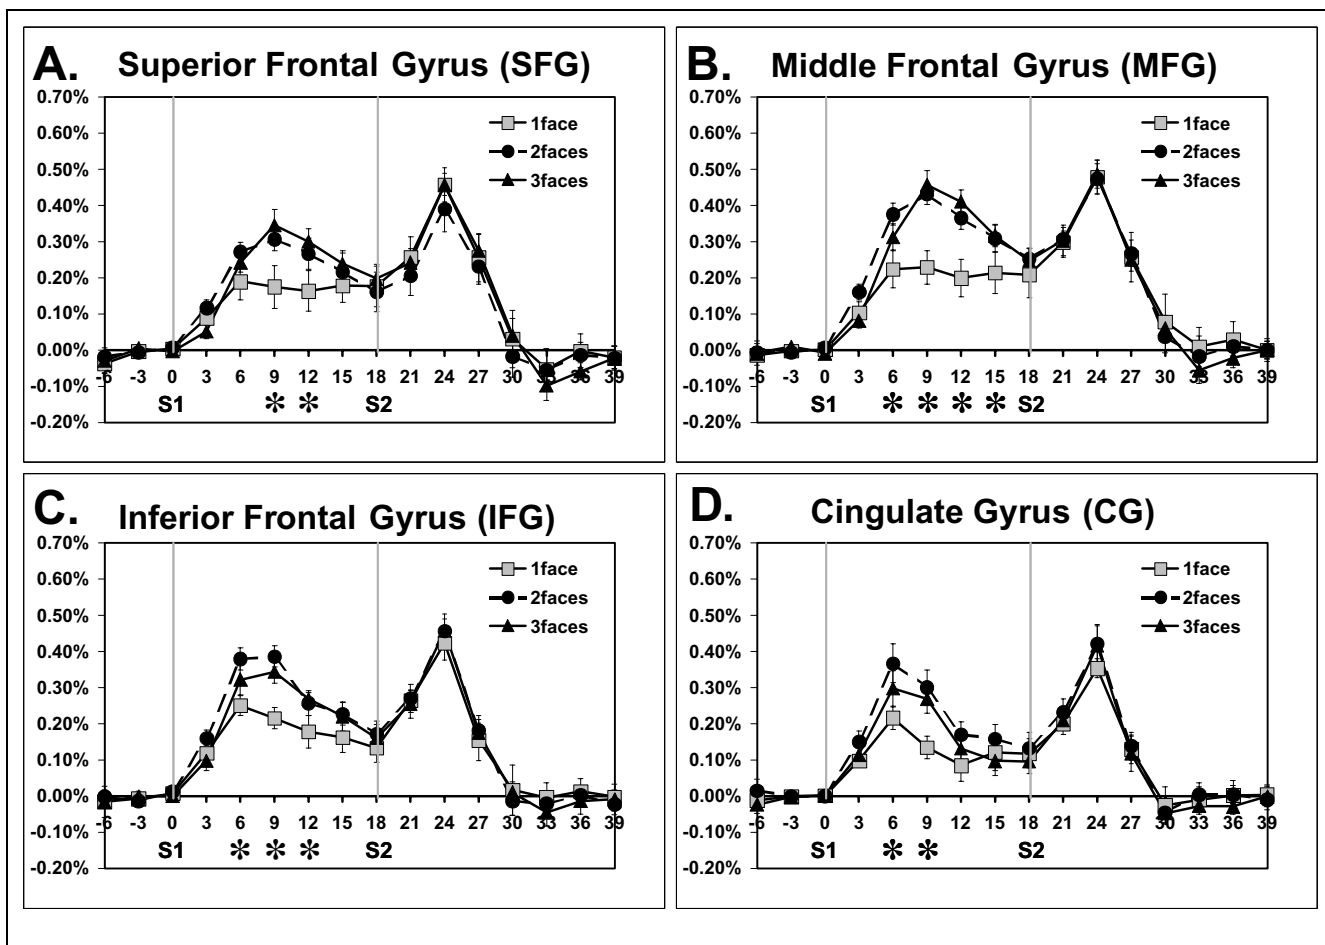 A. Superior Frontal Gyrus (SFG)
0.70%
0.60%
0.50%
0.40%
0.30%
0.20%
0.10%
0.00%
-0.10%
-0.20%
1face
2faces
3faces
-6 -3 0 3 6 9 12 15 18 21 24 27 30 33 36 39
S1 * * S2
B. Middle Frontal Gyrus (MFG)
0.70%
0.60%
0.50%
0.40%
0.30%
0.20%
0.10%
0.00%
-0.10%
-0.20%
1face
2faces
3faces
-6 -3 0 3 6 9 12 15 18 21 24 27 30 33 36 39
S1 * * * * S2
C. Inferior Frontal Gyrus (IFG)
0.70%
0.60%
0.50%
0.40%
0.30%
0.20%
0.10%
0.00%
-0.10%
-0.20%
1face
2faces
3faces
-6 -3 0 3 6 9 12 15 18 21 24 27 30 33 36 39
S1 * * * S2
D. Cingulate Gyrus (CG)
0.70%
0.60%
0.50%
0.40%
0.30%
0.20%
0.10%
0.00%
-0.10%
-0.20%
1face
2faces
3faces
-6 -3 0 3 6 9 12 15 18 21 24 27 30 33 36 39
S1 * * S2